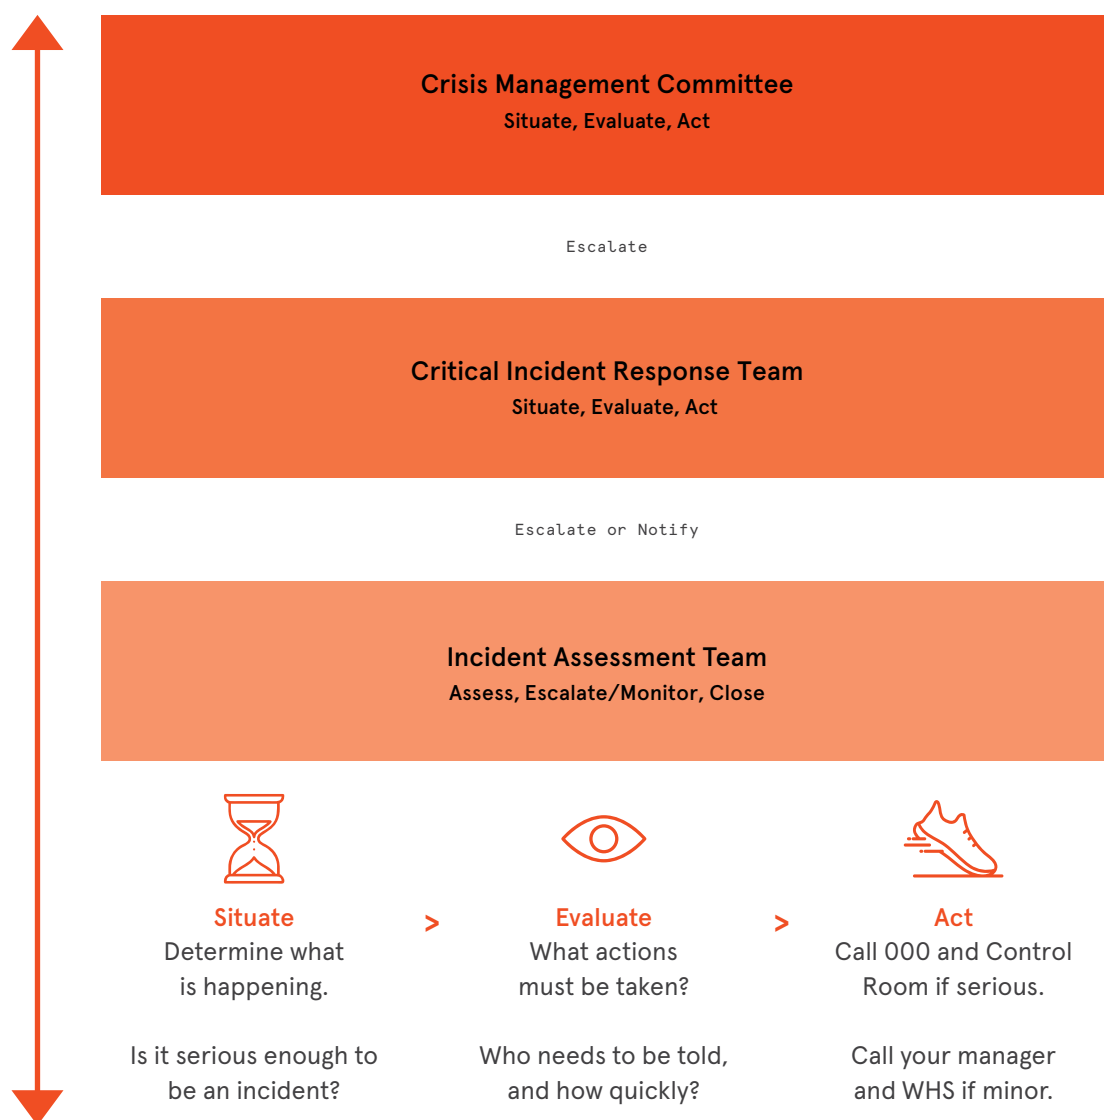 Crisis Management Committee
Situate, Evaluate, Act
Escalate
Critical Incident Response Team
Situate, Evaluate, Act
Escalate or Notify
Incident Assessment Team
Assess, Escalate/Monitor, Close
Situate
Determine what
is happening.
Is it serious enough to
be an incident?
>
Evaluate
What actions
must be taken?
Who needs to be told,
and how quickly?
>
Act
Call 000 and Control
Room if serious.
Call your manager
and WHS if minor.